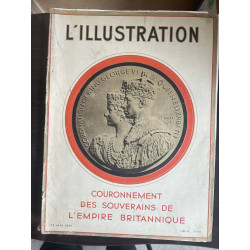 L'ILLUSTRATION
COURONNEMENT
DES SOUVERAINS DE
L'EMPIRE BRITANNIQUE